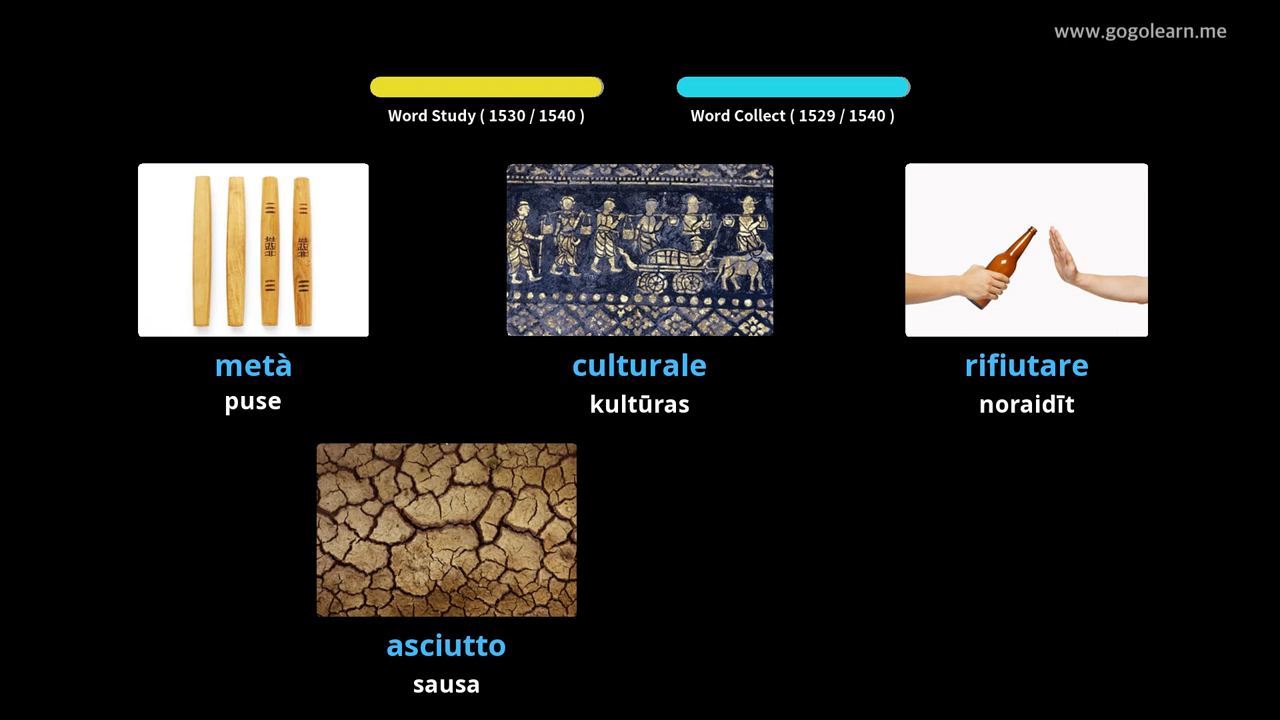 www.gogolearn.me
Word Study ( 1530 / 1540 )
Word Collect ( 1529 / 1540 )
metà
puse
culturale
kultūras
rifiutare
noraidīt
asciutto
sausa